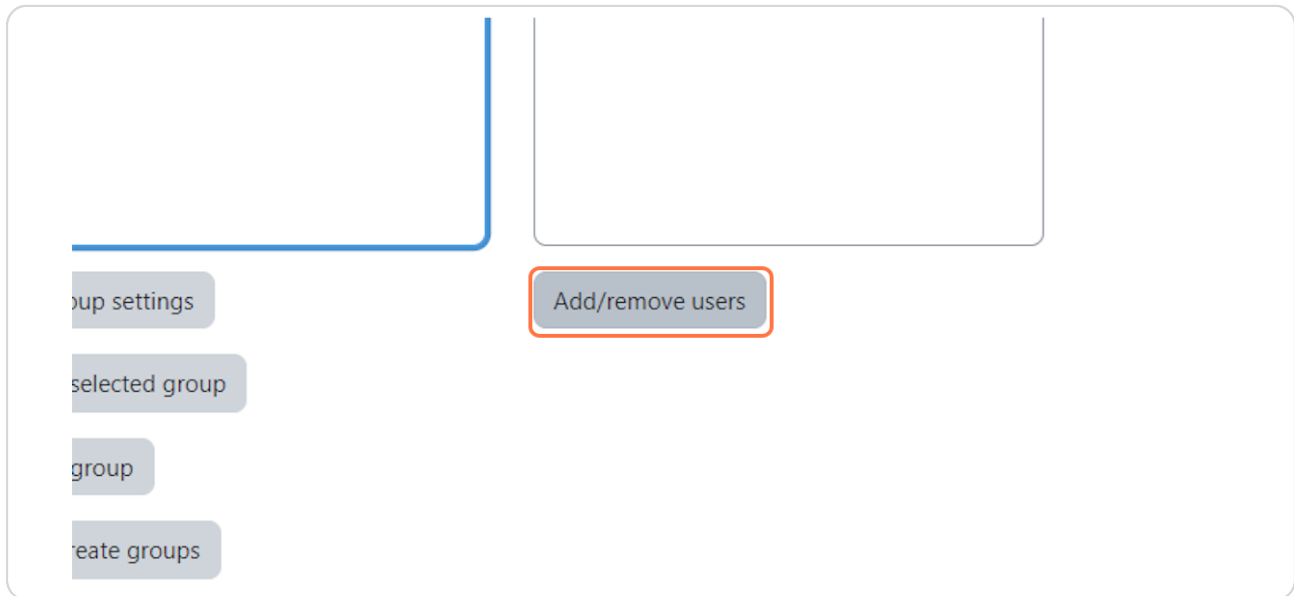 oup settings
Add/remove users
selected group
group
reate groups